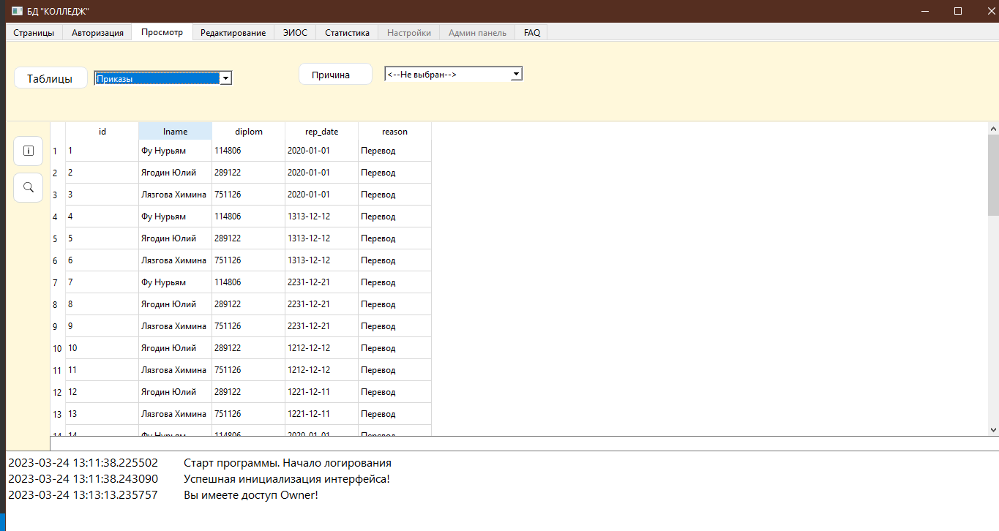 БД "КОЛЛЕДЖ"
Страницы Авторизация Просмотр Редактирование ЭИОС Статистика Настройки Админ панель FAQ
Таблицы Приказы Причина <--Не выбран-->
id lname diplom rep_date reason
1 1 Фу Нурьям 114806 2020-01-01 Перевод
2 2 Ягодин Юлий 289122 2020-01-01 Перевод
3 3 Лязгова Химина 751126 2020-01-01 Перевод
4 4 Фу Нурьям 114806 1313-12-12 Перевод
5 5 Ягодин Юлий 289122 1313-12-12 Перевод
6 6 Лязгова Химина 751126 1313-12-12 Перевод
7 7 Фу Нурьям 114806 2231-12-21 Перевод
8 8 Ягодин Юлий 289122 2231-12-21 Перевод
9 9 Лязгова Химина 751126 2231-12-21 Перевод
10 10 Ягодин Юлий 289122 1212-12-12 Перевод
11 11 Лязгова Химина 751126 1212-12-12 Перевод
12 12 Ягодин Юлий 289122 1221-12-11 Перевод
13 13 Лязгова Химина 751126 1221-12-11 Перевод
14 14 Фу Нурьям 114806 2020-01-01 Перевод
2023-03-24 13:11:38.225502 Старт программы. Начало логирования
2023-03-24 13:11:38.243090 Успешная инициализация интерфейса!
2023-03-24 13:13:13.235757 Вы имеете доступ Owner!